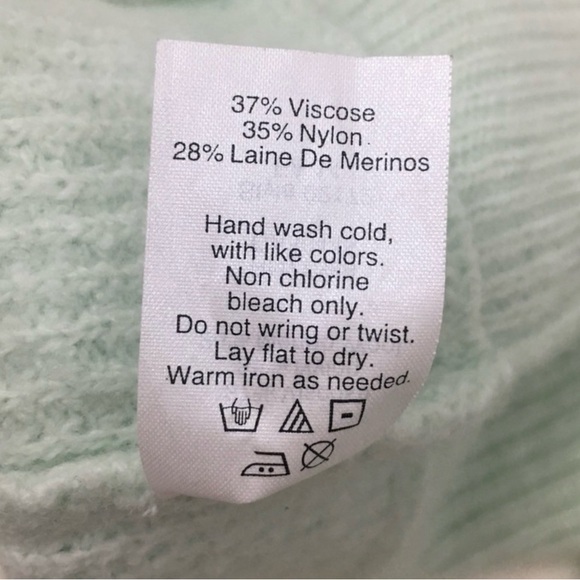 37% Viscose
35% Nylon
28% Laine De Merinos
Hand wash cold,
with like colors.
Non chlorine
bleach only.
Do not wring or twist.
Lay flat to dry.
Warm iron as needed.